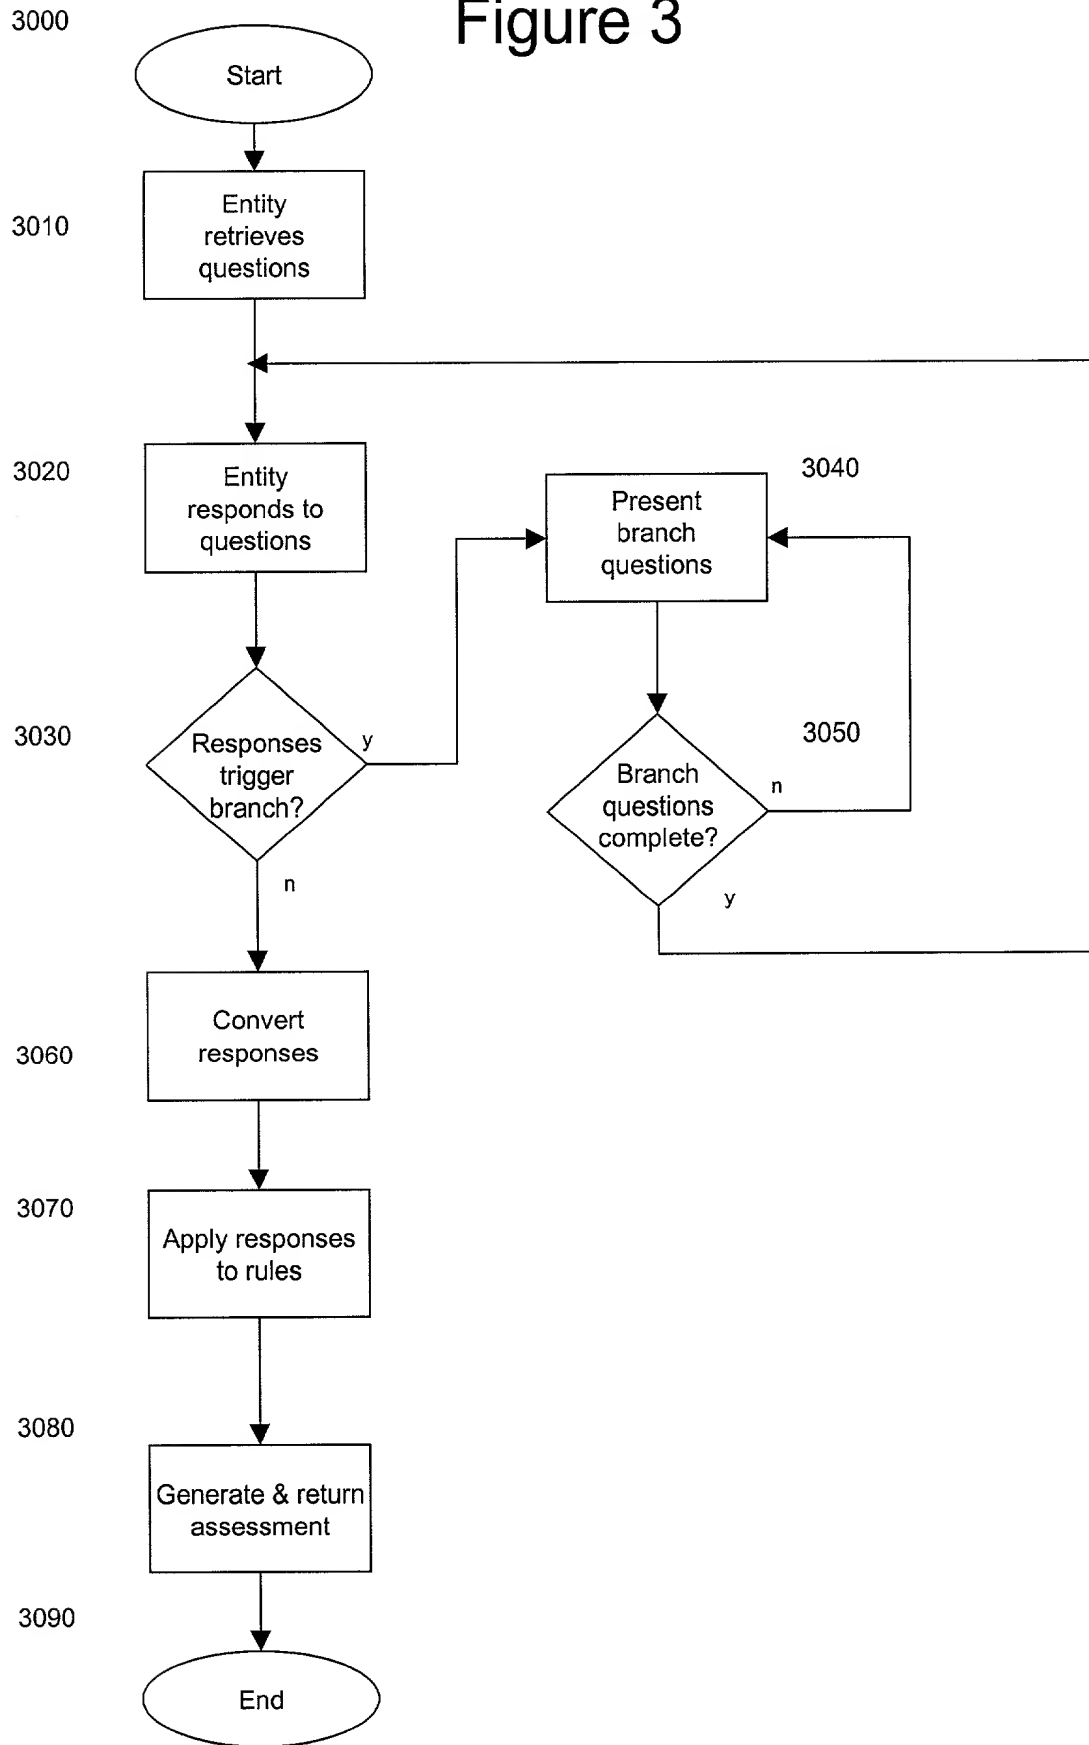 3000
Figure 3
Start
3010
Entity
retrieves
questions
3020
Entity
responds to
questions
3040
Present
branch
questions
3030
Responses
trigger
branch?
y
n
3050
Branch
questions
complete?
n
y
3060
Convert
responses
3070
Apply responses
to rules
3080
Generate & return
assessment
3090
End